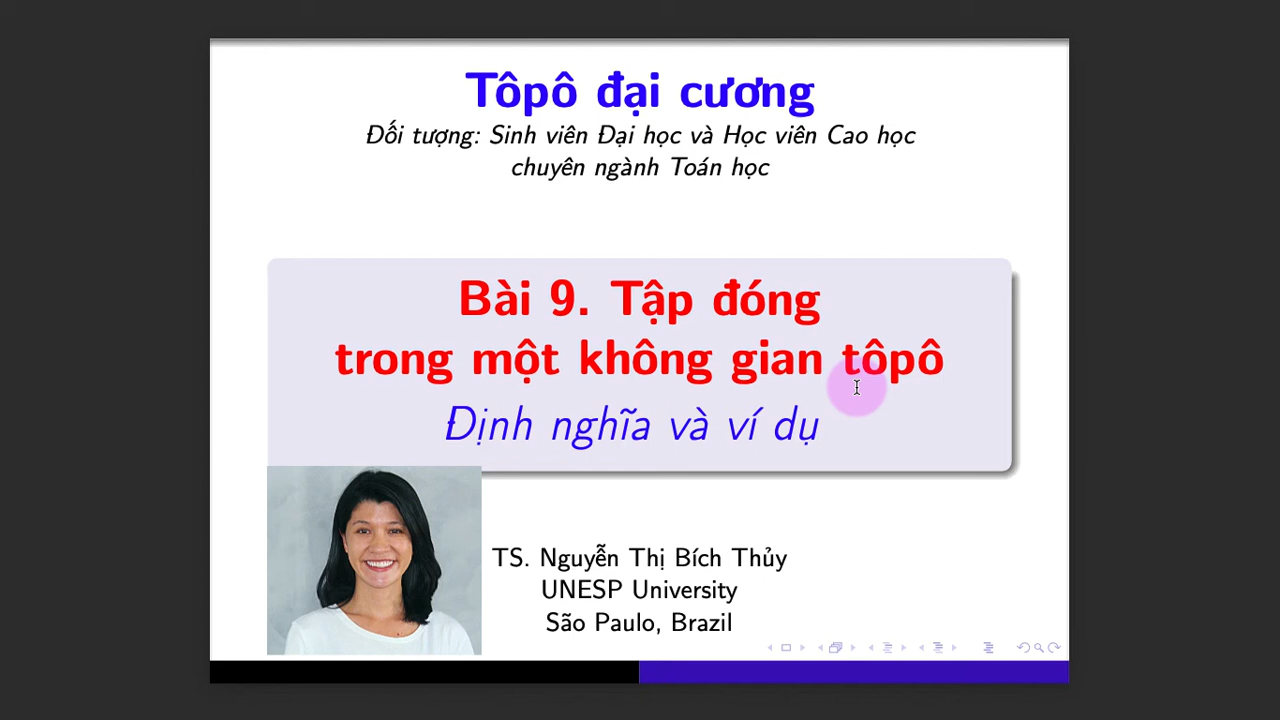 Tôpô đại cương
Đối tượng: Sinh viên Đại học và Học viên Cao học
chuyên ngành Toán học
Bài 9. Tập đóng
trong một không gian tôpô
Định nghĩa và ví dụ
TS. Nguyễn Thị Bích Thủy
UNESP University
São Paulo, Brazil